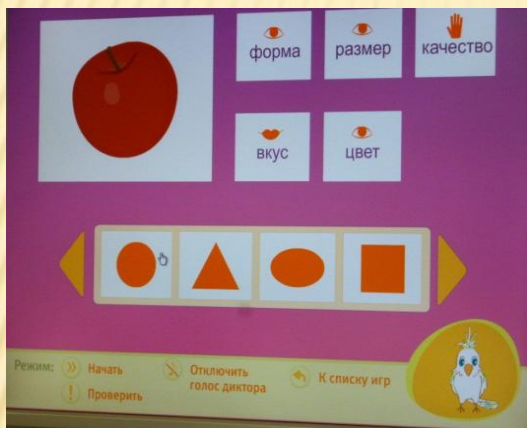 форма
размер
качество
вкус
цвет
Режим:
Начать
Проверить
Отключить
голос диктора
К списку игр